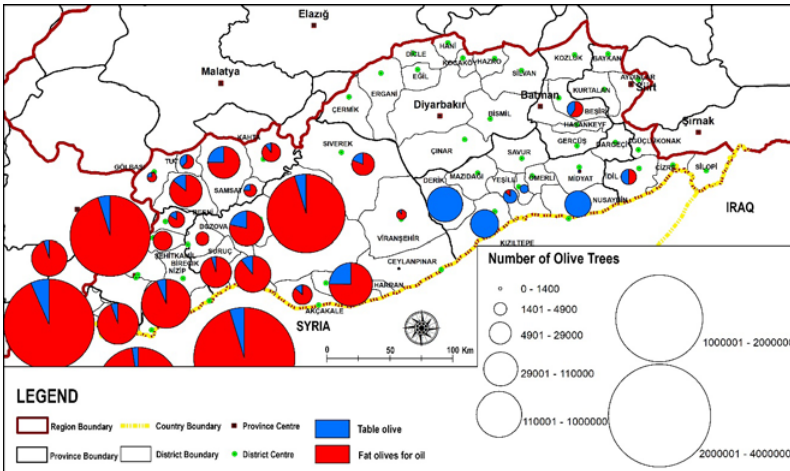 Elazığ
HANİ
DİCLE
KOCAKÖY
HAZRO
EĞİL
SİLVAN
KOZLUK
BAYKAN
Malatya
ERGANİ
AYDINLAR
Siirt
KURTALAN
ÇERMİK
Diyarbakır
Batman
BEŞİRİ
BİSMİL
HASANKEYF
Şırnak
KAHTA
SİVEREK
ÇINAR
GERCÜŞ
GÜÇLÜKONAK
GÖLBAŞI
TUT
SAVUR
DARGEÇİT
SAMSAT
DERİK
MAZIDAĞI
YEŞİLLİ
ÖMERLİ
MİDYAT
İDİL
CİZRE
SİLOPİ
BOZOVA
NUSAYBİN
IRAQ
VİRANŞEHİR
KIZILTEPE
ŞEHİTKAMİL
SURUÇ
BİRECİK
NİZİP
CEYLANPINAR
HARRAN
AKÇAKALE
SYRIA
0 50 100 Km
Number of Olive Trees
0 - 1400
1401 - 4900
4901 - 29000
29001 - 110000
110001 - 1000000
1000001 - 2000000
2000001 - 4000000
LEGEND
Region Boundary
Country Boundary
Province Centre
Table olive
Province Boundary
District Boundary
District Centre
Fat olives for oil